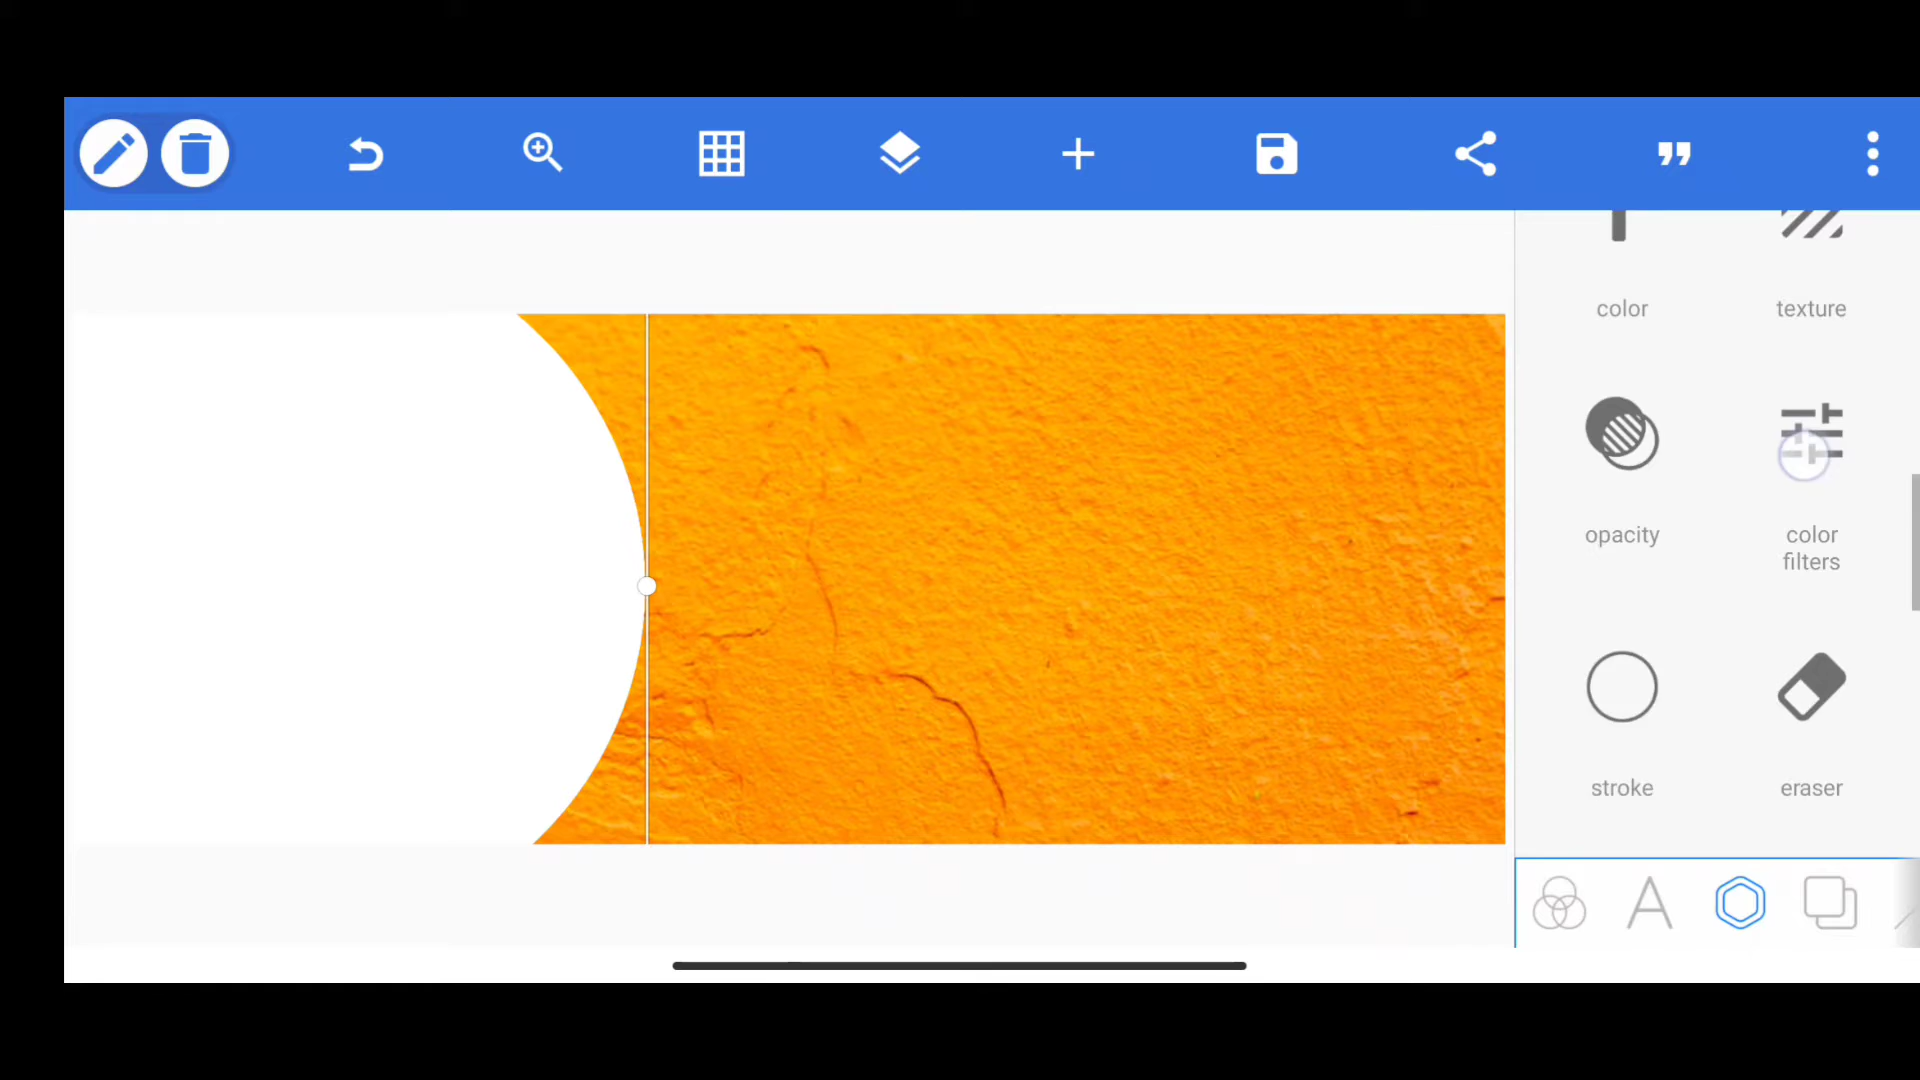 color
texture
opacity
color
filters
stroke
eraser